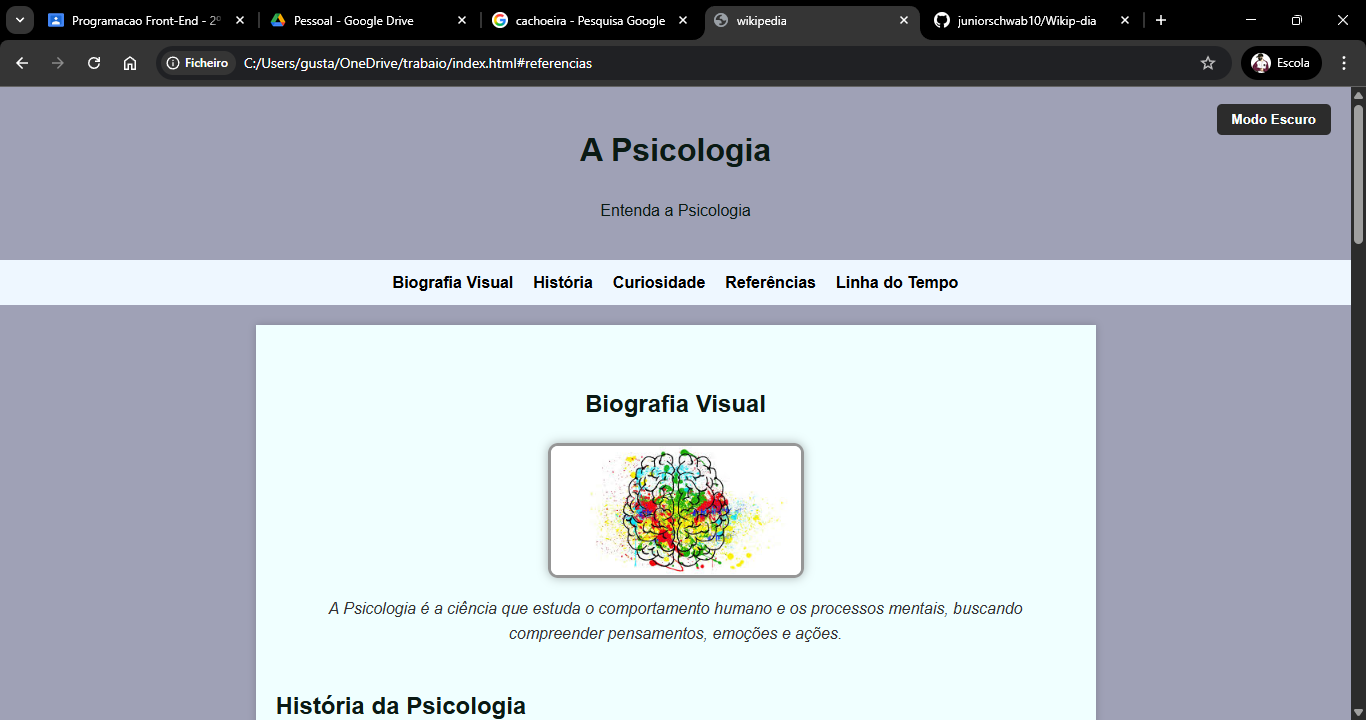 Programacao Front-End - 2º
Pessoal - Google Drive
cachoeira - Pesquisa Google
wikipedia
juniorschwab10/Wikip-dia
Ficheiro
C:/Users/gusta/OneDrive/trabaio/index.html#referencias
Escola
Modo Escuro
A Psicologia
Entenda a Psicologia
Biografia Visual História Curiosidade Referências Linha do Tempo
Biografia Visual
A Psicologia é a ciência que estuda o comportamento humano e os processos mentais, buscando
compreender pensamentos, emoções e ações.
História da Psicologia